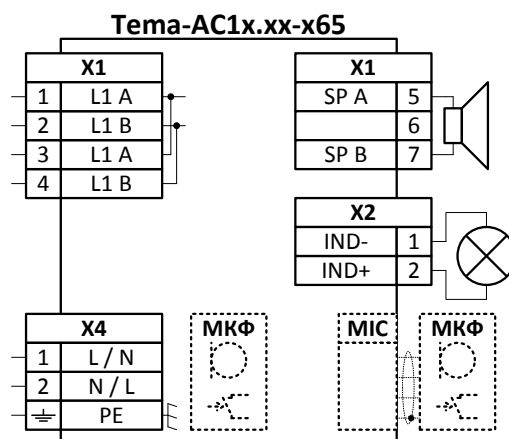 Tema-AC1x.xx-x65
X1
1 L1 A
2 L1 B
3 L1 A
4 L1 B
X1
SP A 5
6
SP B 7
X2
IND- 1
IND+ 2
X4
1 L / N
2 N / L
PE
МКФ
MIC
МКФ